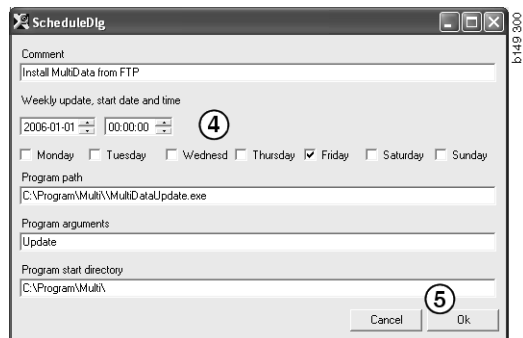 ScheduleDlg
b149 300
Comment
Install MultiData from FTP
Weekly update, start date and time
2006-01-01 00:00:00 4
Monday Tuesday Wednesd Thursday Friday Saturday Sunday
Program path
C:\Program\Multi\\MultiDataUpdate.exe
Program arguments
Update
Program start directory
C:\Program\Multi\
5
Cancel Ok